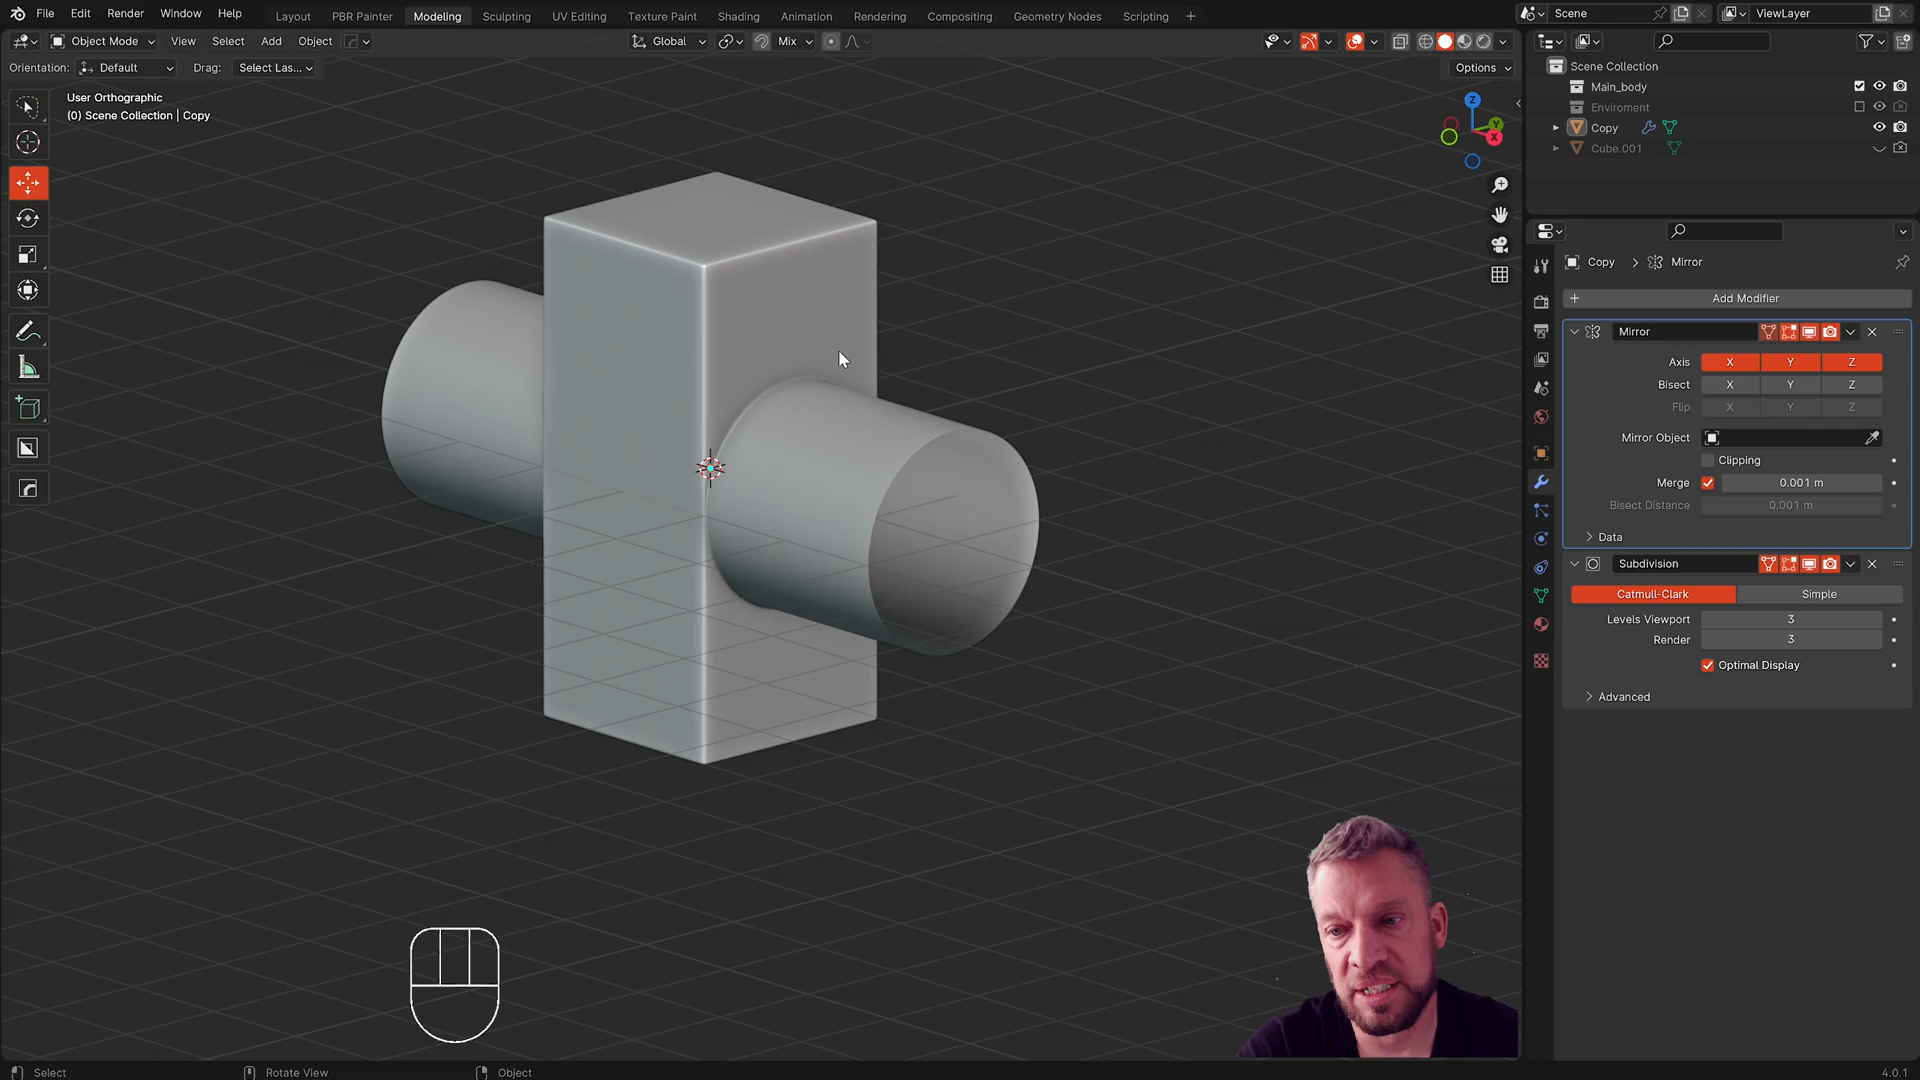 File Edit Render Window Help Layout PBR Painter Modeling Sculpting UV Editing Texture Paint Shading Animation Rendering Compositing Geometry Nodes Scripting + Scene ViewLayer
Object Mode View Select Add Object Global Mix
Orientation: Default Drag: Select Las... Options
User Orthographic
(0) Scene Collection | Copy
Z
Y
X
Scene Collection
Main_body
Enviroment
Copy
Cube.001
Copy > Mirror
+ Add Modifier
Mirror
Axis X Y Z
Bisect X Y Z
Flip X Y Z
Mirror Object
Clipping
Merge 0.001 m
Bisect Distance 0.001 m
Data
Subdivision
Catmull-Clark Simple
Levels Viewport 3
Render 3
Optimal Display
Advanced
Select Rotate View Object 4.0.1